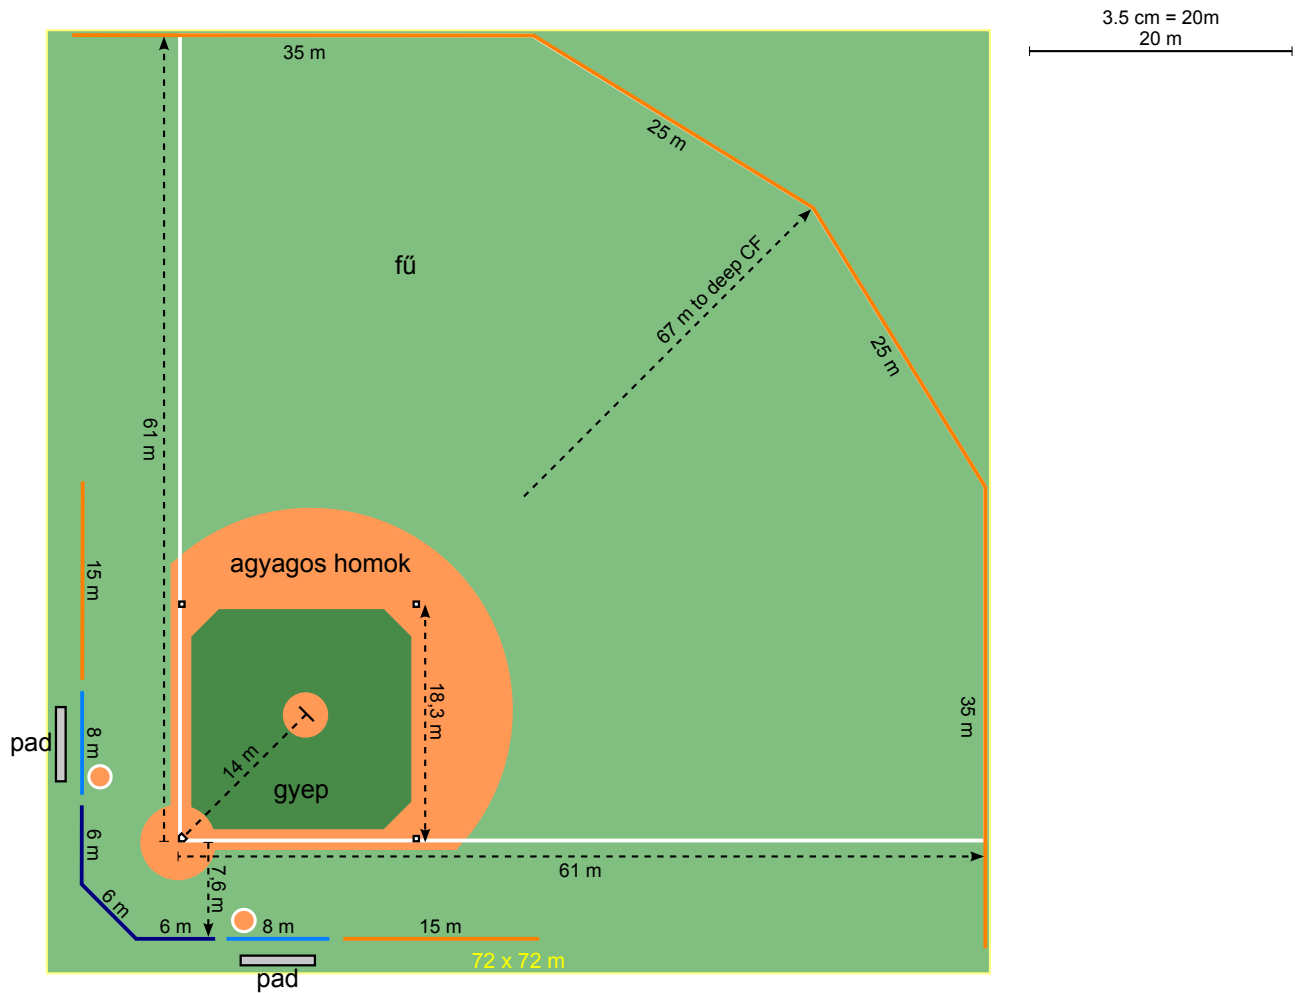 3.5 cm = 20m
20 m
35 m
25 m
fű
67 m to deep CF
25 m
61 m
agyagos homok
15 m
18,3 m
35 m
pad
8 m
14 m
gyep
6 m
61 m
7,6 m
6 m
6 m
8 m
15 m
72 x 72 m
pad